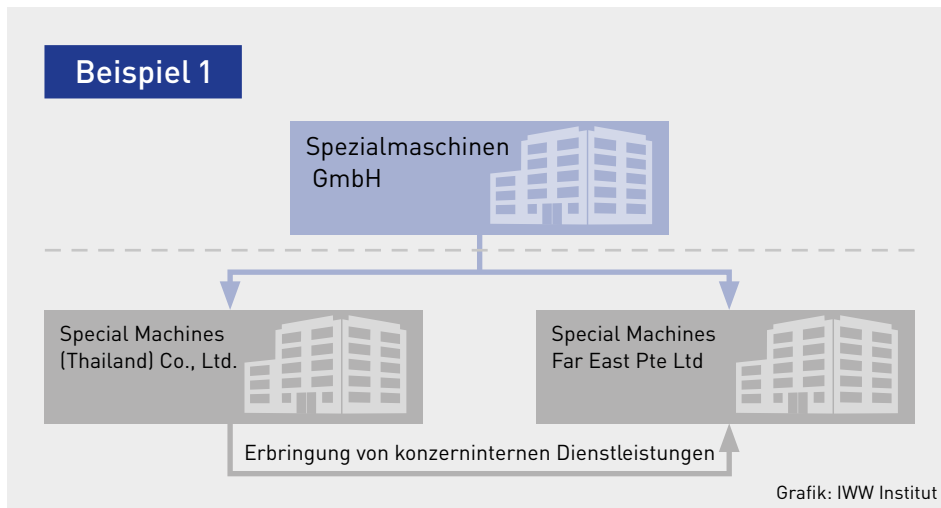 Beispiel 1
Spezialmaschinen
GmbH
Special Machines
(Thailand) Co., Ltd.
Special Machines
Far East Pte Ltd
Erbringung von konzerninternen Dienstleistungen
Grafik: IWW Institut